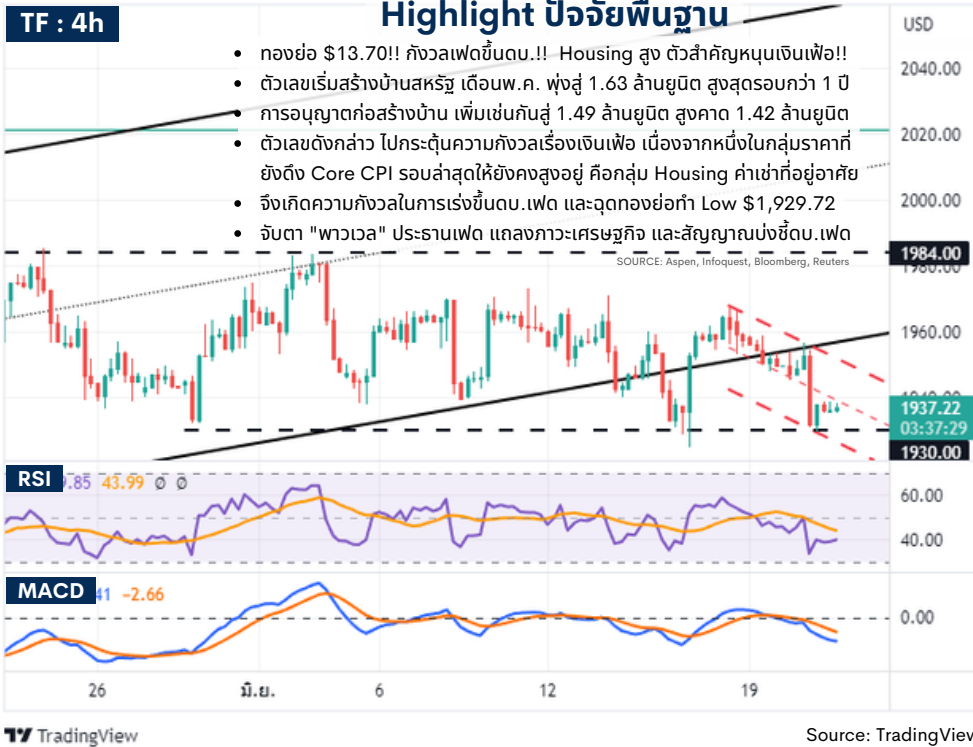 TF : 4h
Highlight ปัจจัยพื้นฐาน
USD
• ทองย่อ $13.70!! กังวลเฟดขึ้นดบ.!! Housing สูง ตัวสำคัญหนุนเงินเฟ้อ!!
• ตัวเลขเริ่มสร้างบ้านสหรัฐ เดือนพ.ค. พุ่งสู่ 1.63 ล้านยูนิต สูงสุดรอบกว่า 1 ปี
• การอนุญาตก่อสร้างบ้าน เพิ่มเช่นกันสู่ 1.49 ล้านยูนิต สูงคาด 1.42 ล้านยูนิต
• ตัวเลขดังกล่าว ไปกระตุ้นความกังวลเรื่องเงินเฟ้อ เนื่องจากหนึ่งในกลุ่มราคาที่
ยังดึง Core CPI รอบล่าสุดให้ยังคงสูงอยู่ คือกลุ่ม Housing ค่าเช่าที่อยู่อาศัย
• จึงเกิดความกังวลในการเร่งขึ้นดบ.เฟด และฉุดทองย่อทำ Low $1,929.72
• จับตา "พาวเวล" ประธานเฟด แถลงภาวะเศรษฐกิจ และสัญญาณบ่งชี้ดบ.เฟด
SOURCE: Aspen, Infoquest, Bloomberg, Reuters
2040.00
2020.00
2000.00
1984.00
1980.00
1960.00
1940.00
1937.22
03:37:29
1930.00
RSI 9.85 43.99 Ø Ø
60.00
40.00
MACD 41 −2.66
0.00
26 มิ.ย. 6 12 19
TradingView
Source: TradingView